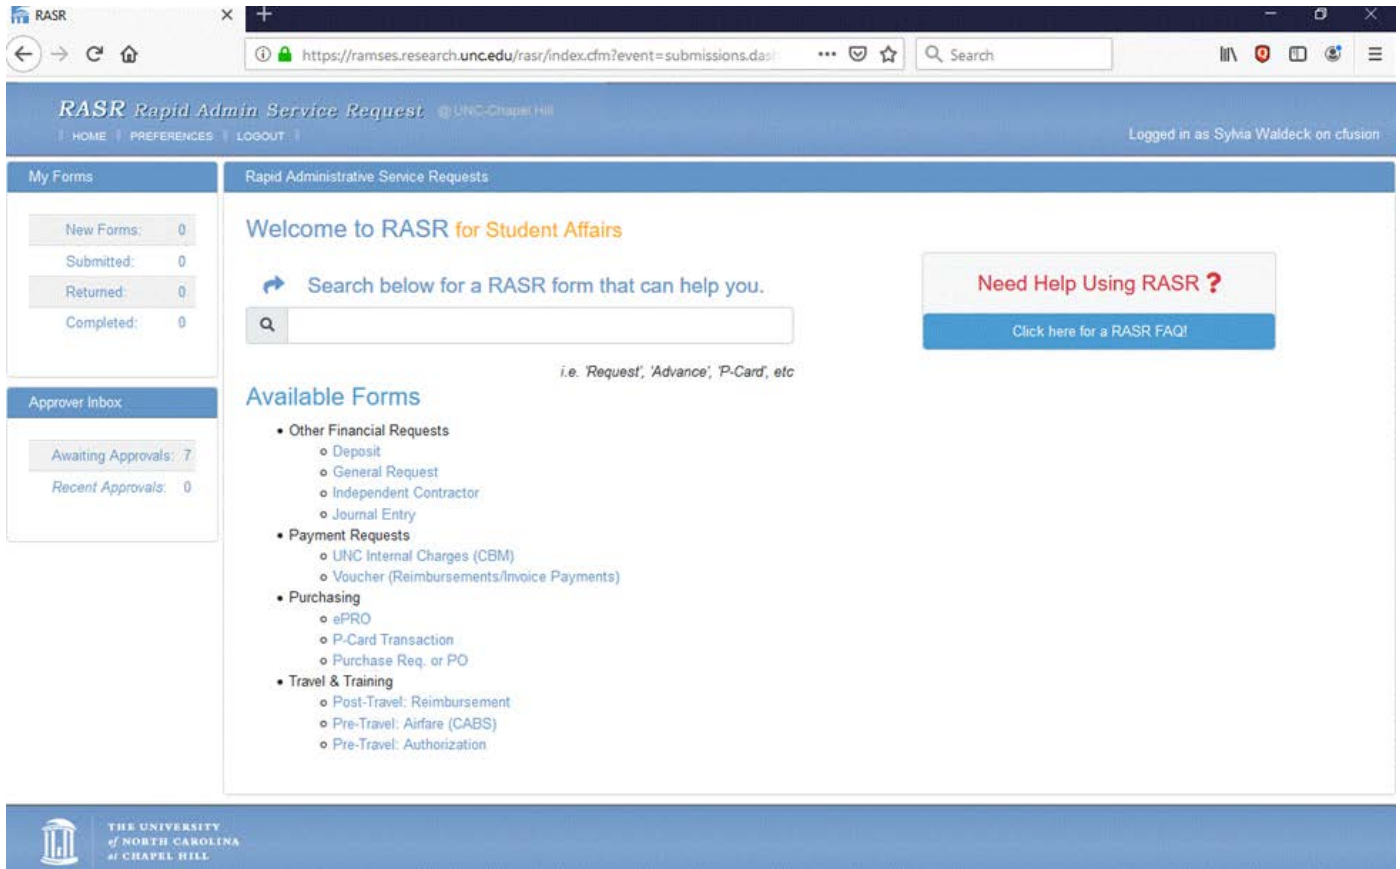 RASR
https://ramses.research.unc.edu/rasr/index.cfm?event=submissions.das
Search
RASR Rapid Admin Service Request @ UNC-Chapel Hill
HOME PREFERENCES LOGOUT
Logged in as Sylvia Waldeck on cfusion
My Forms
New Forms: 0
Submitted: 0
Returned: 0
Completed: 0
Approver Inbox
Awaiting Approvals: 7
Recent Approvals: 0
Rapid Administrative Service Requests
Welcome to RASR for Student Affairs
Search below for a RASR form that can help you.
i.e. 'Request', 'Advance', 'P-Card', etc
Available Forms
• Other Financial Requests
Deposit
General Request
Independent Contractor
Journal Entry
• Payment Requests
UNC Internal Charges (CBM)
Voucher (Reimbursements/Invoice Payments)
• Purchasing
ePRO
P-Card Transaction
Purchase Req. or PO
• Travel & Training
Post-Travel: Reimbursement
Pre-Travel: Airfare (CABS)
Pre-Travel: Authorization
Need Help Using RASR ?
Click here for a RASR FAQ!
THE UNIVERSITY
of NORTH CAROLINA
at CHAPEL HILL